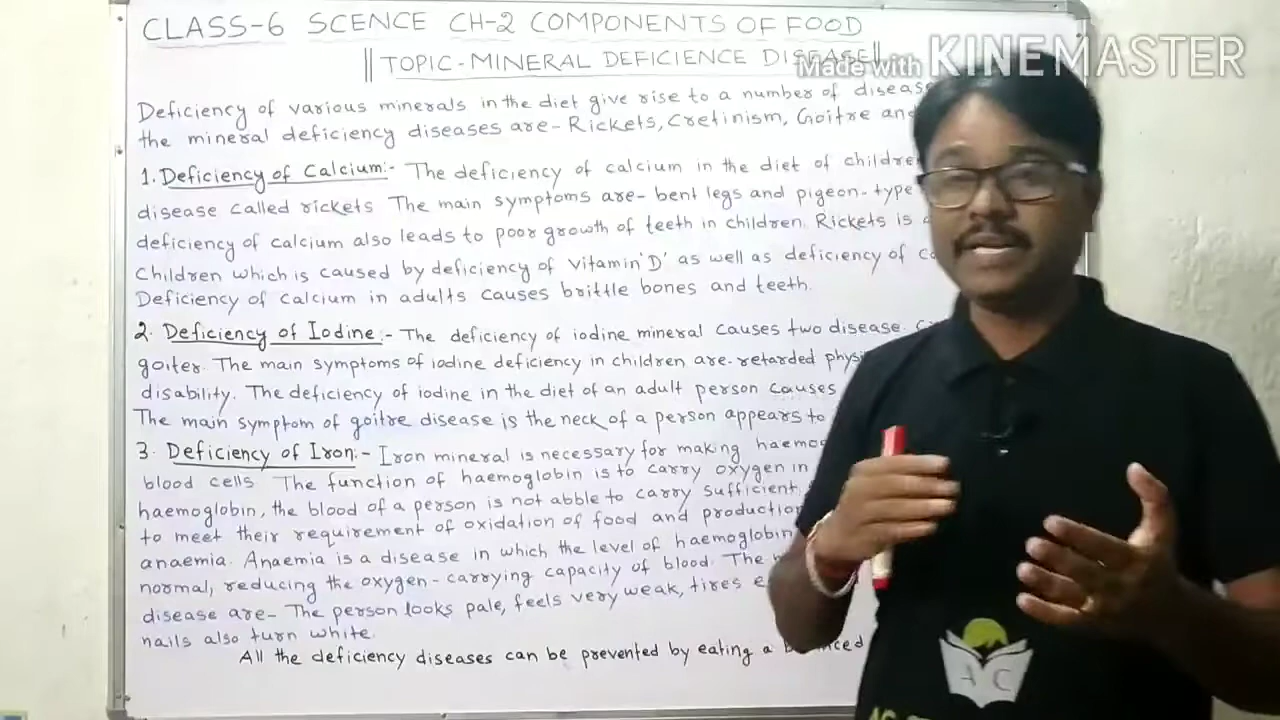 CLASS-6 SCENCE CH-2 COMPONENTS OF FOOD
||TOPIC-MINERAL DEFICIENCE DISEASE||
Made with KINEMASTER
Deficiency of various minerals in the diet give rise to a number of diseas
the mineral deficiency diseases are- Rickets, Cretinism, Goitre an
1. Deficiency of Calcium:- The deficiency of calcium in the diet of childre
disease called rickets The main symptoms are- bent legs and pigeon-type
deficiency of calcium also leads to poor growth of teeth in children. Rickets is
Children which is caused by deficiency of Vitamin 'D' as well as deficiency of
Deficiency of Calcium in adults causes brittle bones and teeth.
2. Deficiency of Iodine:- The deficiency of iodine mineral causes two disease.
goiter. The main symptoms of iodine deficiency in children are- retarded physi
disability. The deficiency of iodine in the diet of an adult person causes
The main symptom of goitre disease is the neck of a person appears to
3. Deficiency of Iron:- Iron mineral is necessary for making haemo
blood cells The function of haemoglobin is to carry oxygen in
haemoglobin, the blood of a person is not abble to carry sufficient
to meet their requirement of oxidation of food and production
anaemia. Anaemia is a disease in which the level of haemoglobin
normal, reducing the oxygen-carrying capacity of blood. The
disease are- The person looks pale, feels very weak, tires
nails also turn white.
All the deficiency diseases can be prevented by eating a
A C